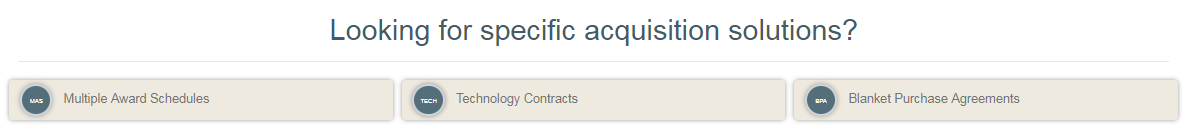 Looking for specific acquisition solutions?
MAS Multiple Award Schedules
TECH Technology Contracts
BPA Blanket Purchase Agreements